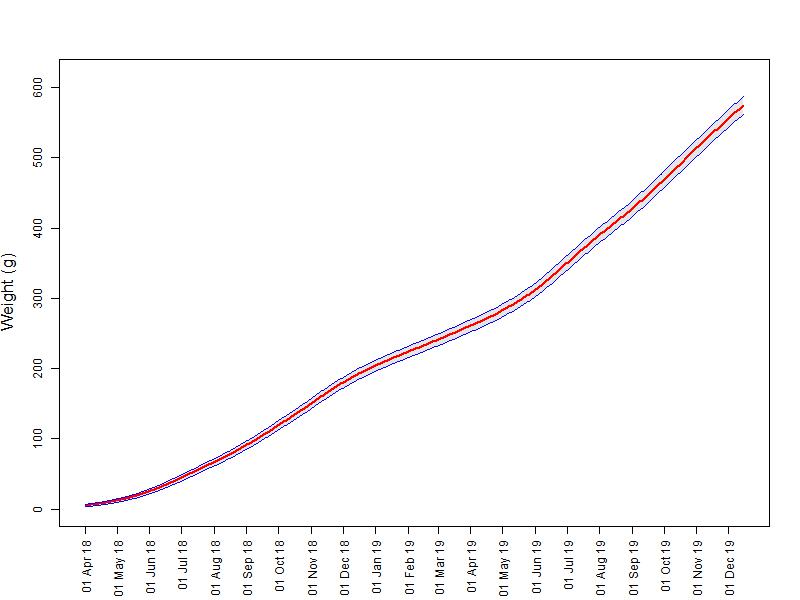 Weight (g)
600
500
400
300
200
100
0
01 Apr 18
01 May 18
01 Jun 18
01 Jul 18
01 Aug 18
01 Sep 18
01 Oct 18
01 Nov 18
01 Dec 18
01 Jan 19
01 Feb 19
01 Mar 19
01 Apr 19
01 May 19
01 Jun 19
01 Jul 19
01 Aug 19
01 Sep 19
01 Oct 19
01 Nov 19
01 Dec 19